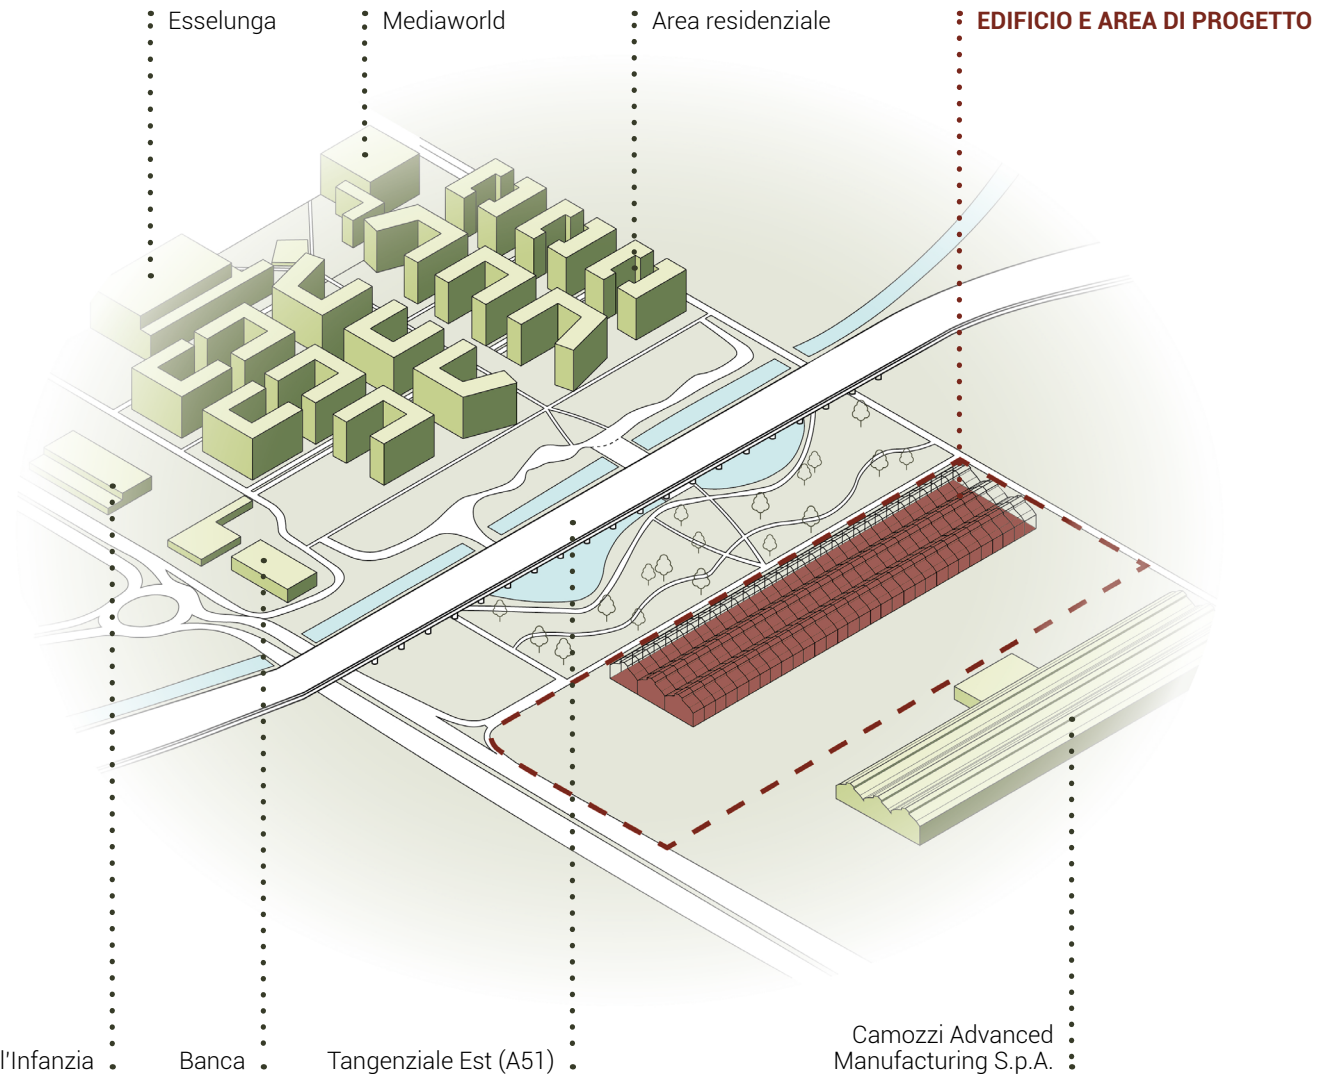 Esselunga
Mediaworld
Area residenziale
EDIFICIO E AREA DI PROGETTO
l'Infanzia
Banca
Tangenziale Est (A51)
Camozzi Advanced
Manufacturing S.p.A.